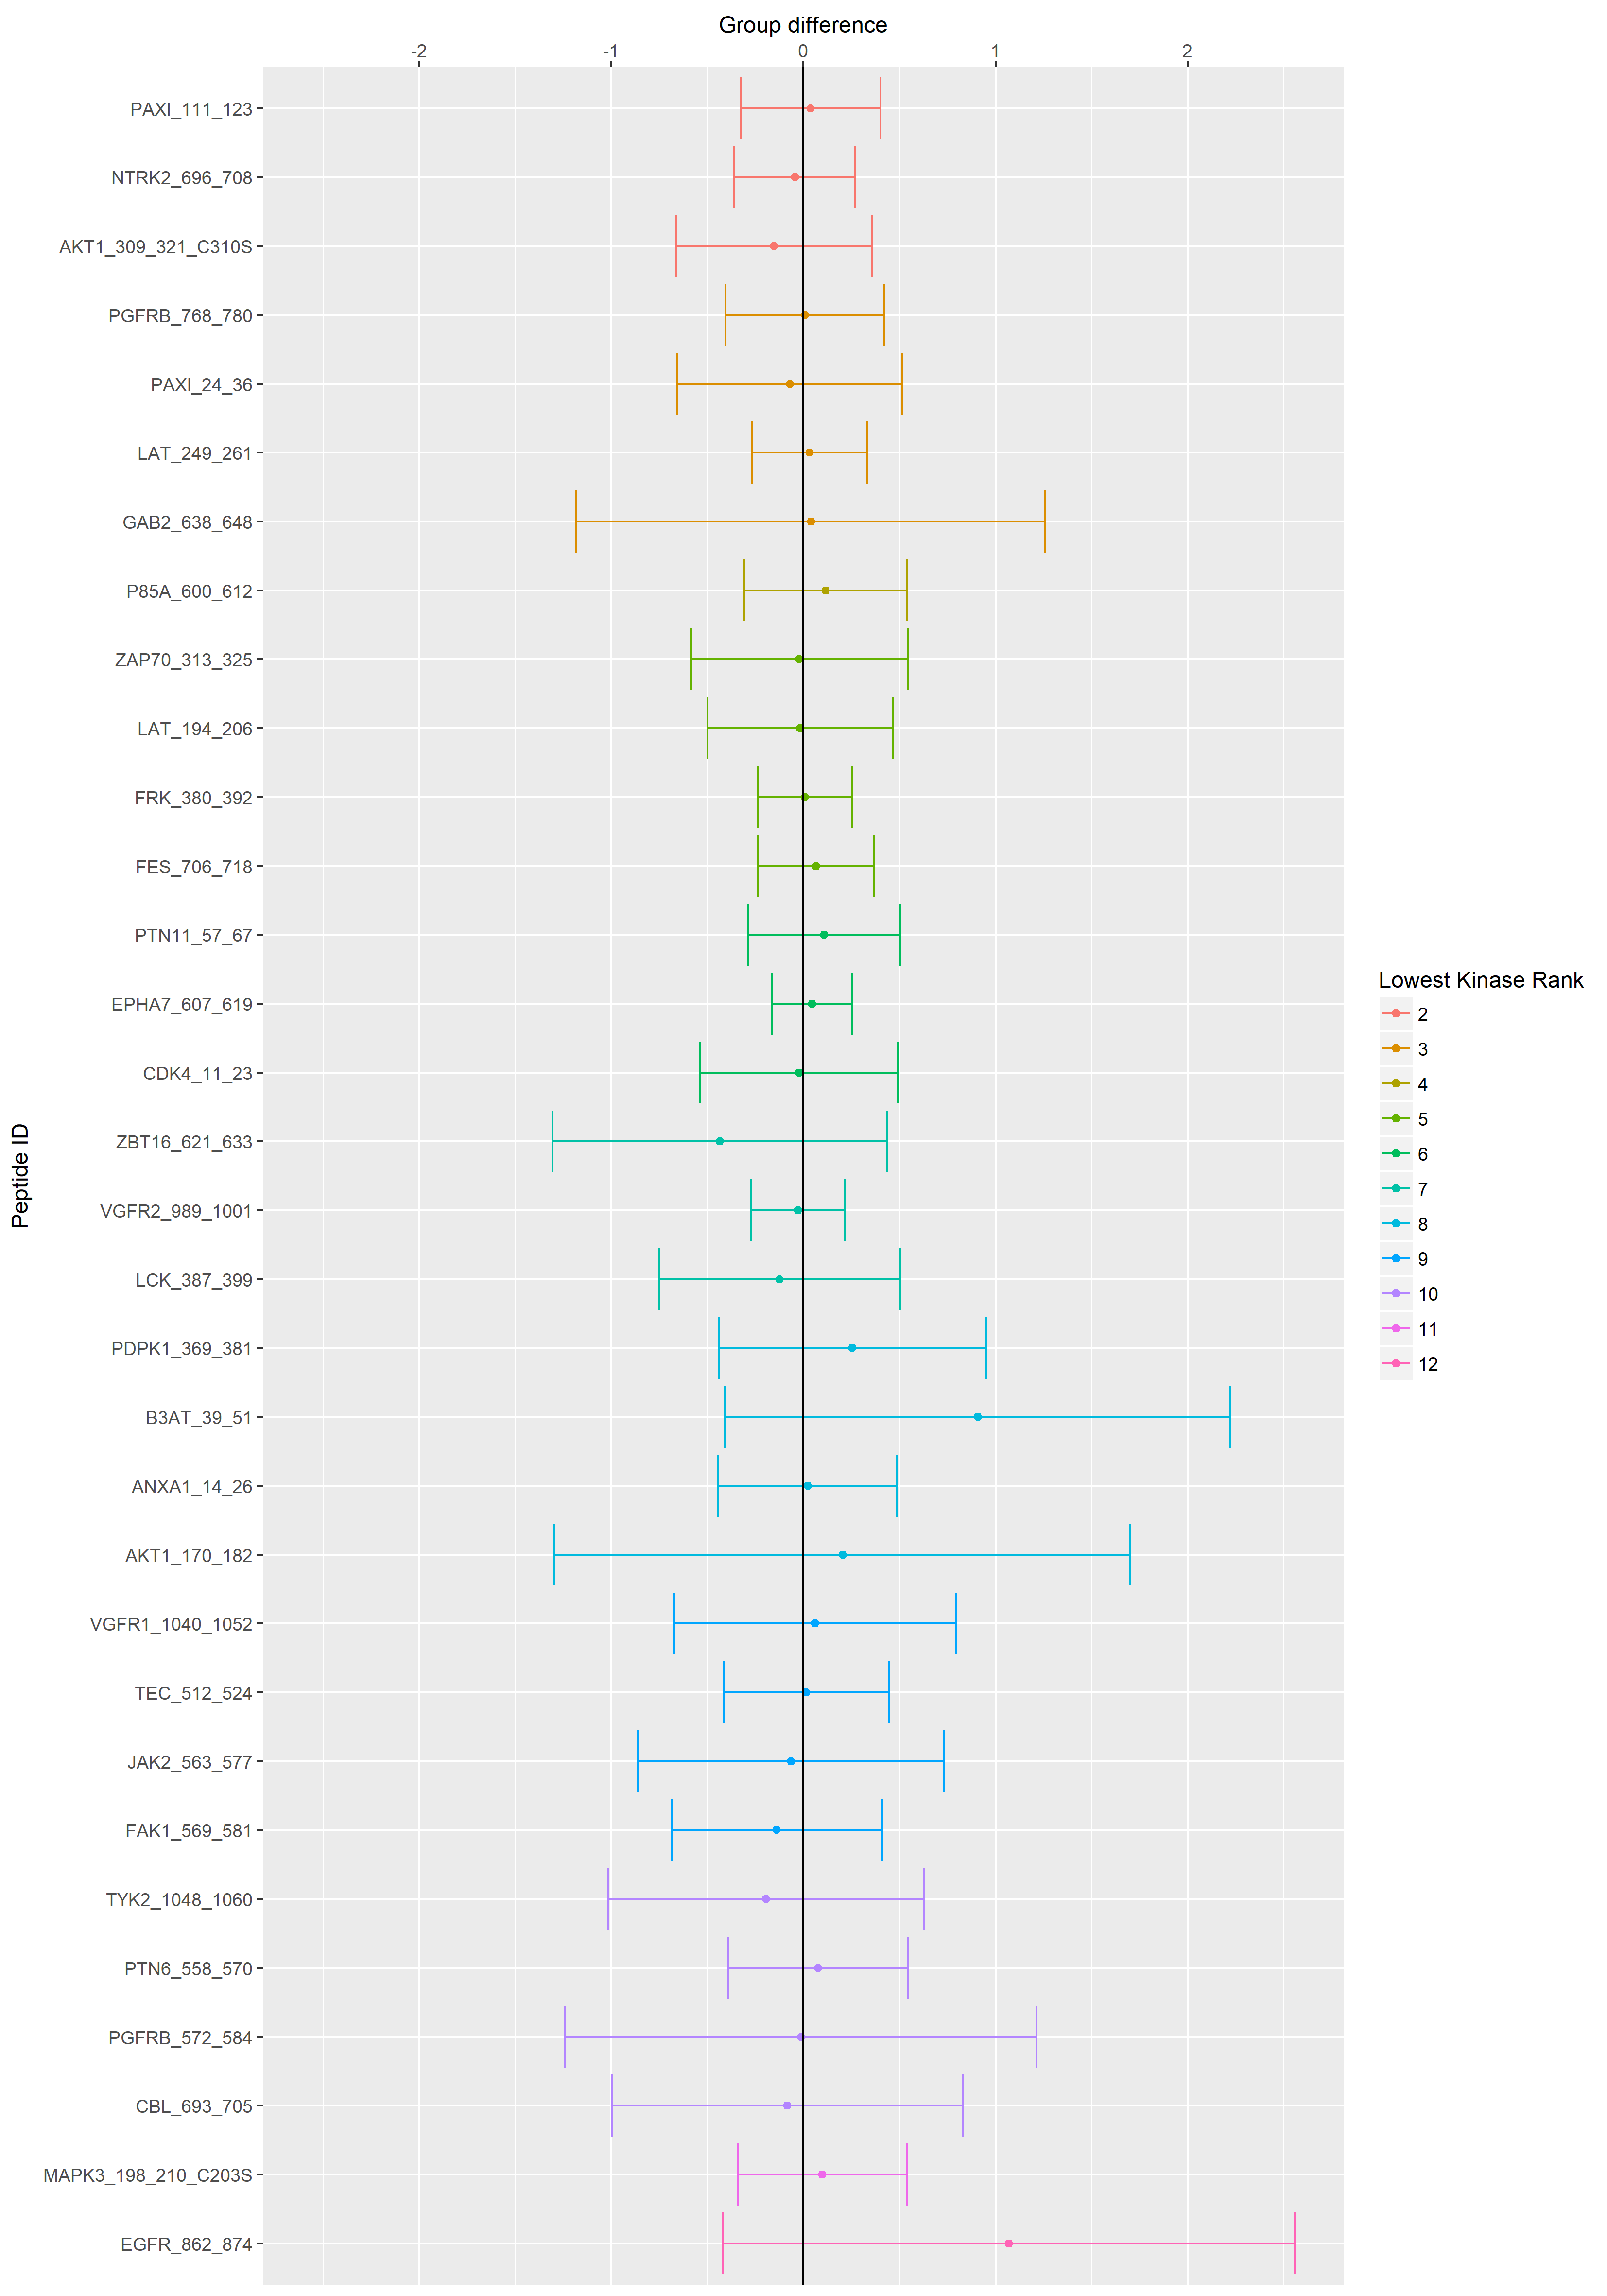 Group difference
-2 -1 0 1 2
PAXI_111_123
NTRK2_696_708
AKT1_309_321_C310S
PGFRB_768_780
PAXI_24_36
LAT_249_261
GAB2_638_648
P85A_600_612
ZAP70_313_325
LAT_194_206
FRK_380_392
FES_706_718
PTN11_57_67
EPHA7_607_619
CDK4_11_23
ZBT16_621_633
VGFR2_989_1001
LCK_387_399
PDPK1_369_381
B3AT_39_51
ANXA1_14_26
AKT1_170_182
VGFR1_1040_1052
TEC_512_524
JAK2_563_577
FAK1_569_581
TYK2_1048_1060
PTN6_558_570
PGFRB_572_584
CBL_693_705
MAPK3_198_210_C203S
EGFR_862_874
Peptide ID
Lowest Kinase Rank
2
3
4
5
6
7
8
9
10
11
12